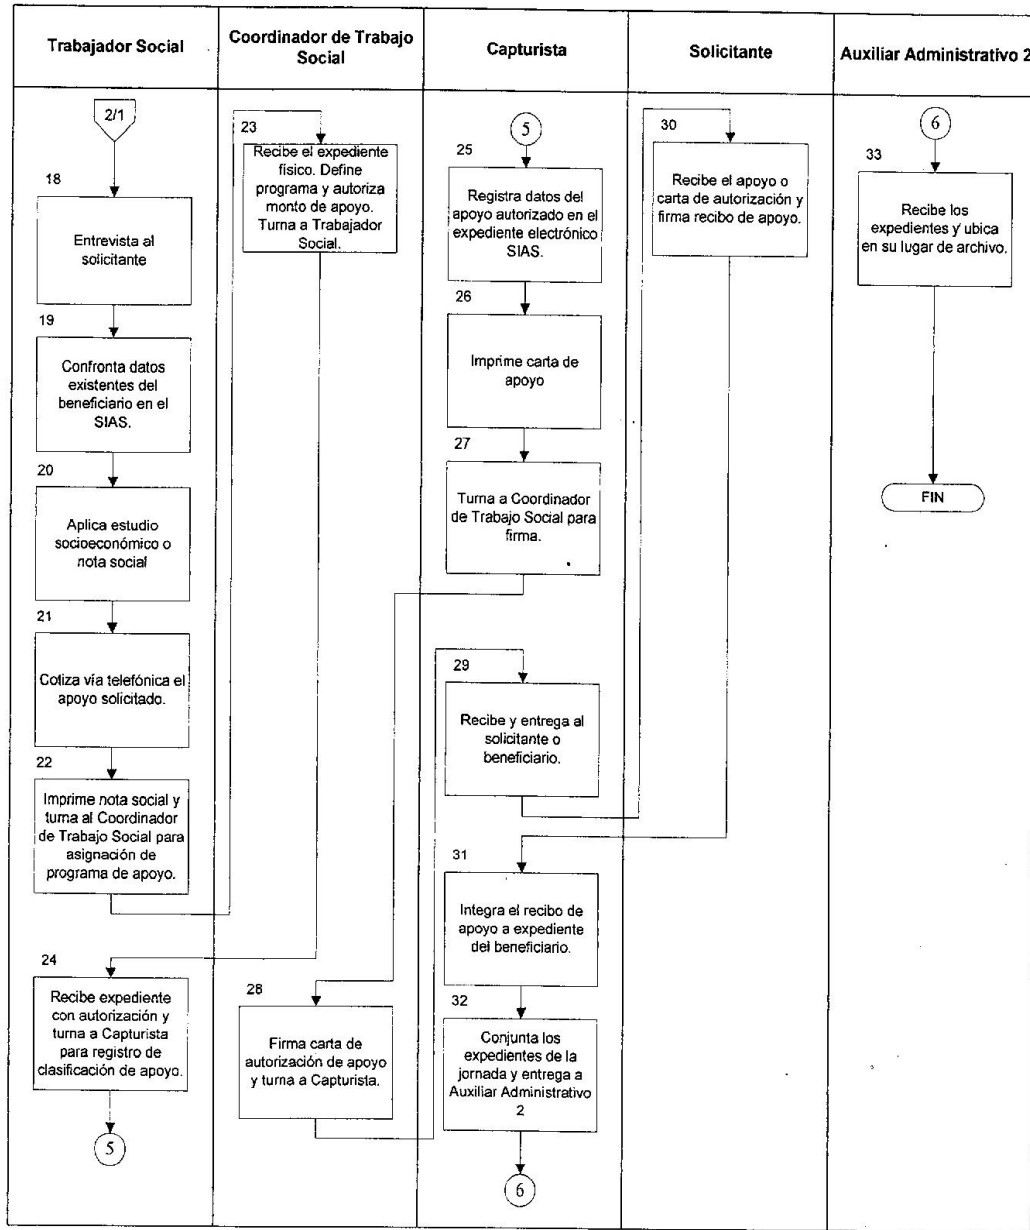 Trabajador Social
Coordinador de Trabajo
Social
Capturista
Solicitante
Auxiliar Administrativo 2
2/1
18
Entrevista al
solicitante
19
Confronta datos
existentes del
beneficiario en el
SIAS.
20
Aplica estudio
socioeconómico o
nota social
21
Cotiza vía telefónica el
apoyo solicitado.
22
Imprime nota social y
turna al Coordinador
de Trabajo Social para
asignación de
programa de apoyo.
23
Recibe el expediente
físico. Define
programa y autoriza
monto de apoyo.
Turna a Trabajador
Social.
24
Recibe expediente
con autorización y
turna a Capturista
para registro de
clasificación de apoyo.
5
5
25
Registra datos del
apoyo autorizado en el
expediente electrónico
SIAS.
26
Imprime carta de
apoyo
27
Turna a Coordinador
de Trabajo Social para
firma.
28
Firma carta de
autorización de apoyo
y turna a Capturista.
29
Recibe y entrega al
solicitante o
beneficiario.
30
Recibe el apoyo o
carta de autorización y
firma recibo de apoyo.
31
Integra el recibo de
apoyo a expediente
del beneficiario.
32
Conjunta los
expedientes de la
jornada y entrega a
Auxiliar Administrativo
2
6
6
33
Recibe los
expedientes y ubica
en su lugar de archivo.
FIN